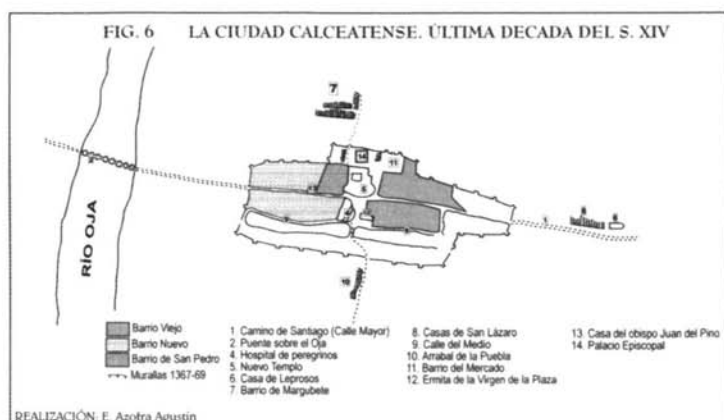 FIG. 6 LA CIUDAD CALCEATENSE. ÚLTIMA DECADA DEL S. XIV
7
14
11
13
5
RÍO OJA
1
8
6
10
Barrio Viejo
Barrio Nuevo
Barrio de San Pedro
Murallas 1367-69
1 Camino de Santiago (Calle Mayor)
2 Puente sobre el Oja
4 Hospital de peregrinos
5 Nuevo Templo
6 Casa de Leprosos
7 Barrio de Margubete
8 Casas de San Lázaro
9 Calle del Medio
10 Arrabal de la Puebla
11 Barrio del Mercado
12 Ermita de la Virgen de la Plaza
13 Casa del obispo Juan del Pino
14 Palacio Episcopal
REALIZACIÓN: E. Azofra Agustín